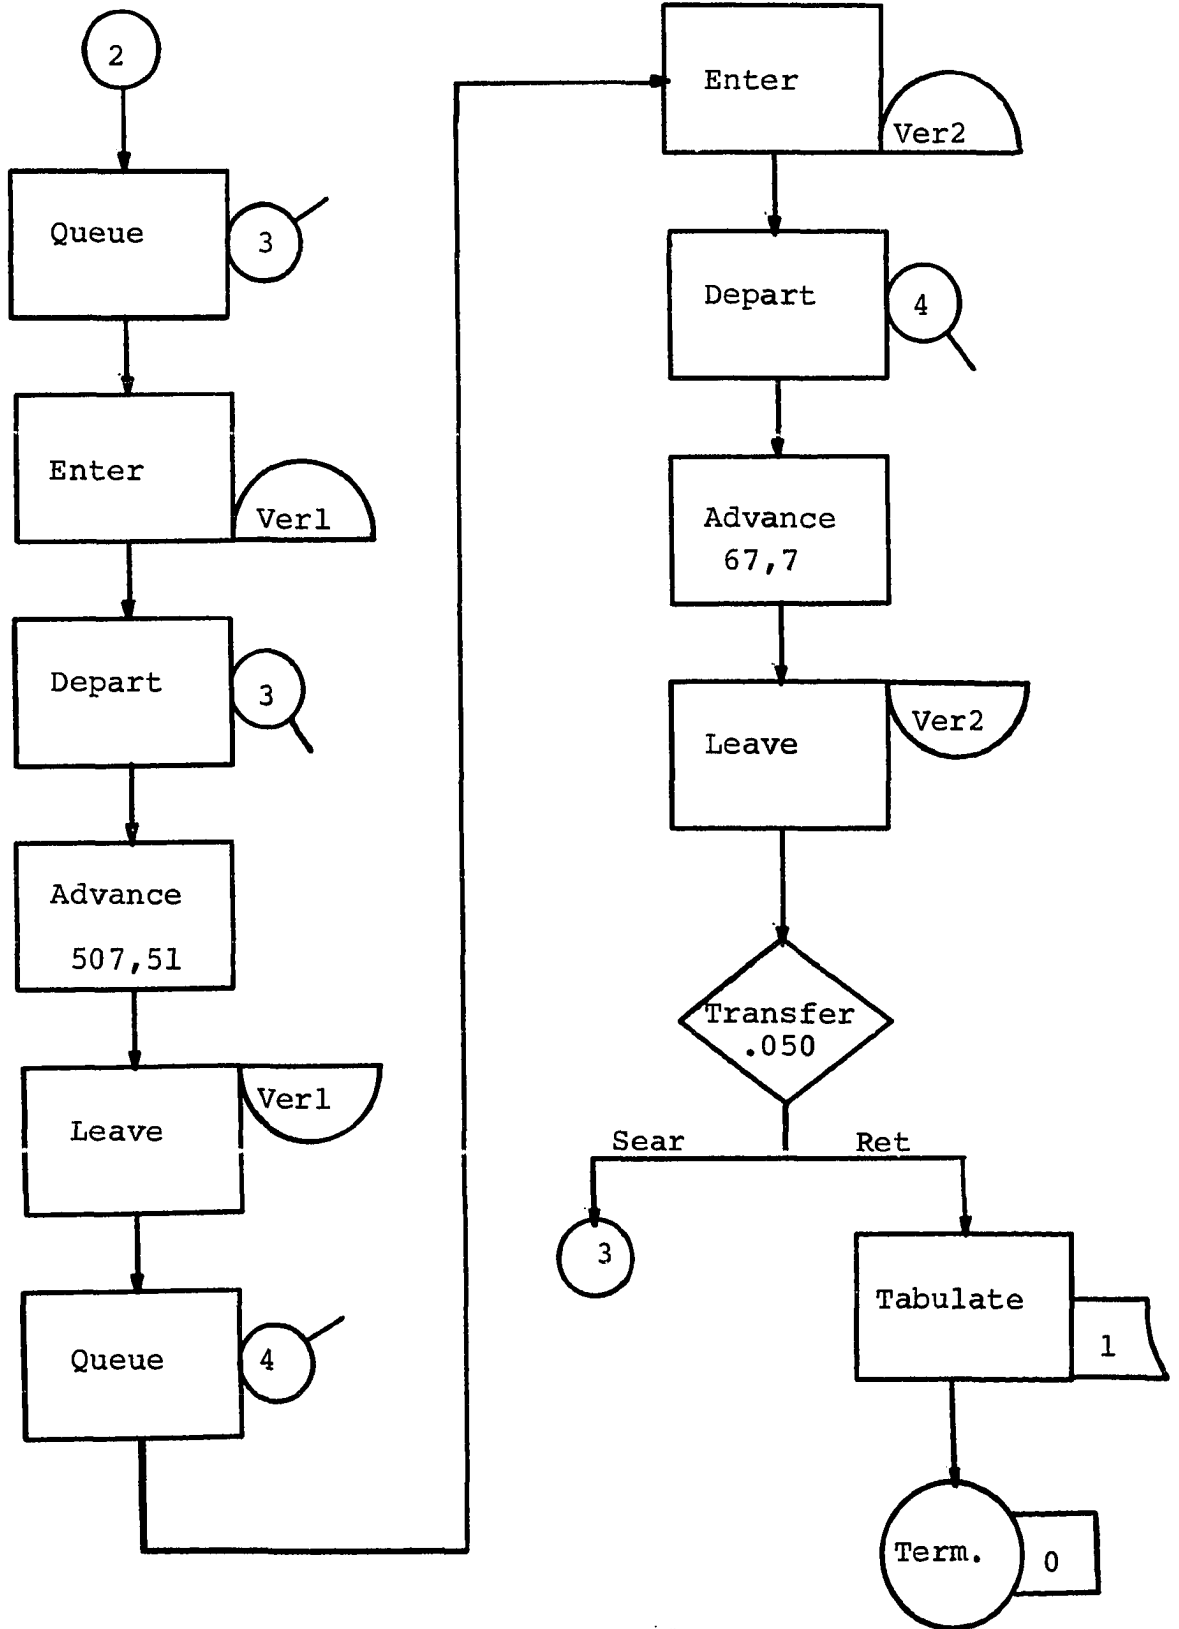 2
Queue
3
Enter
Ver1
Depart
3
Advance
507,51
Leave
Ver1
Queue
4
Enter
Ver2
Depart
4
Advance
67,7
Leave
Ver2
Transfer
.050
Sear
Ret
3
Tabulate
1
Term.
0